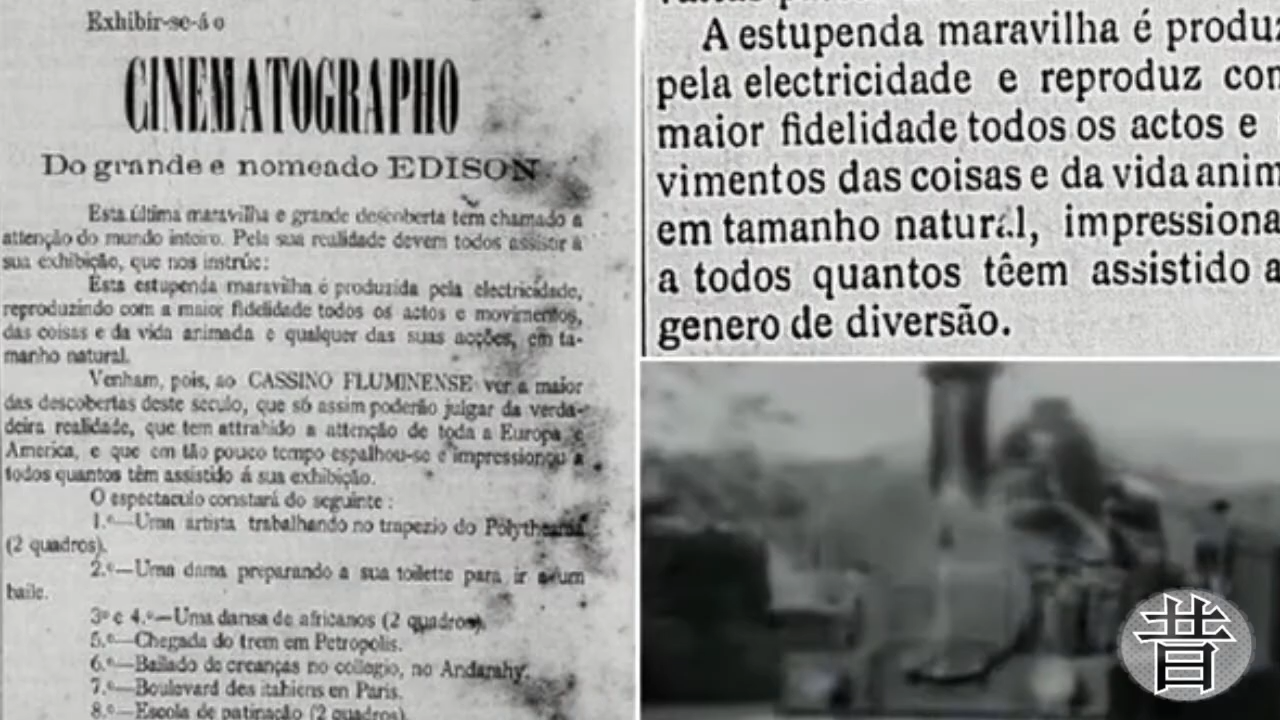 Exhibir-se-á o
CINEMATOGRAPHO
Do grande e nomeado EDISON
Esta última maravilha e grande descoberta tem chamado a
attenção do mundo inteiro. Pela sua realidade devem todos assistir á
sua exhibição, que nos instrúe:
Esta estupenda maravilha é produzida pela electricidade,
reproduzindo com a maior fidelidade todos os actos e movimentos,
das coisas e da vida animada e qualquer das suas acções, em ta-
manho natural.
Venham, pois, ao CASSINO FLUMINENSE ver a maior
das descobertas deste seculo, que só assim poderão julgar da verda-
deira realidade, que tem attrahido a attenção de toda a Europa e
America, e que em tão pouco tempo espalhou-se e impressionou a
todos quantos têm assistido á sua exhibição.
O espectaculo constará do seguinte :
1.º—Uma artista trabalhando no trapezio do Polytheama
(2 quadros).
2.º—Uma dama preparando a sua toilette para ir a um
baile.
3º e 4.º—Uma dansa de africanos (2 quadros).
5.º—Chegada do trem em Petropolis.
6.º—Bailado de creanças no collegio, no Andarahy.
7.º—Boulevard des italiens en Paris.
8.º—Escola de patinação (2 quadros)
A estupenda maravilha é produz
pela electricidade e reproduz con
maior fidelidade todos os actos e
vimentos das coisas e da vida anim
em tamanho natural, impressiona
a todos quantos têem assistido a
genero de diversão.
昔